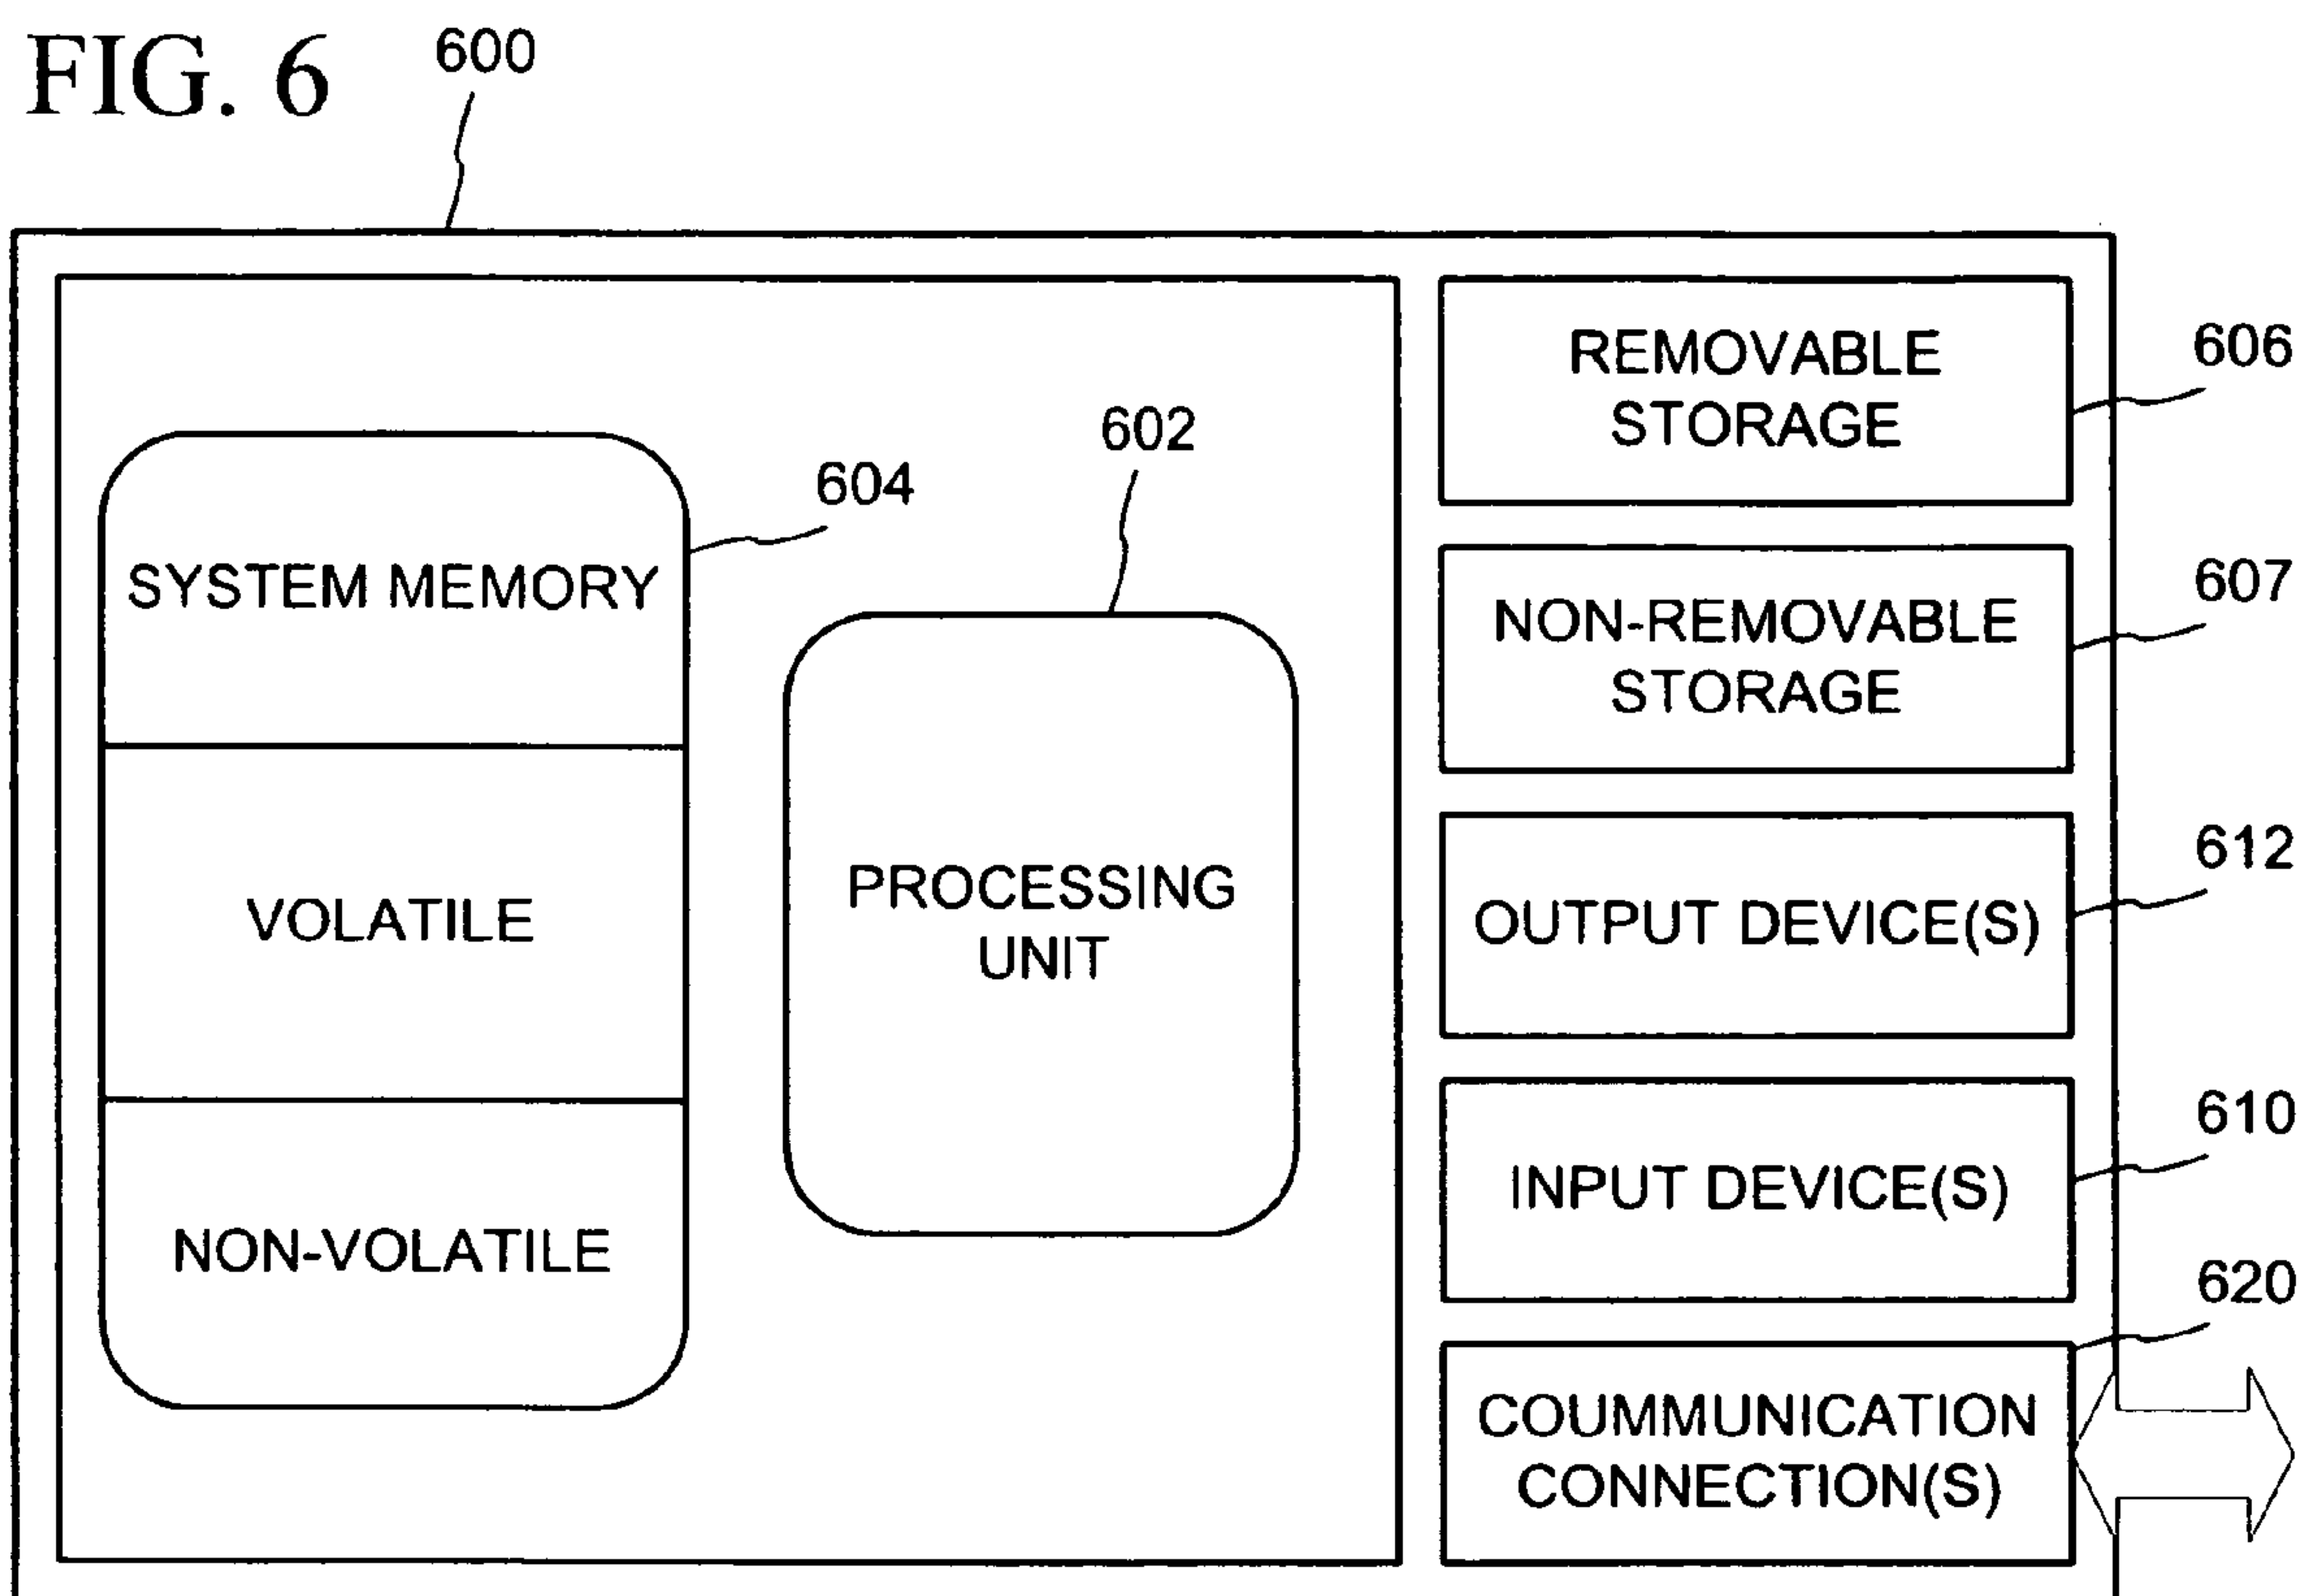 FIG. 6
600
604
602
SYSTEM MEMORY
VOLATILE
NON-VOLATILE
PROCESSING
UNIT
REMOVABLE
STORAGE
606
NON-REMOVABLE
STORAGE
607
OUTPUT DEVICE(S)
612
INPUT DEVICE(S)
610
COUMMUNICATION
CONNECTION(S)
620